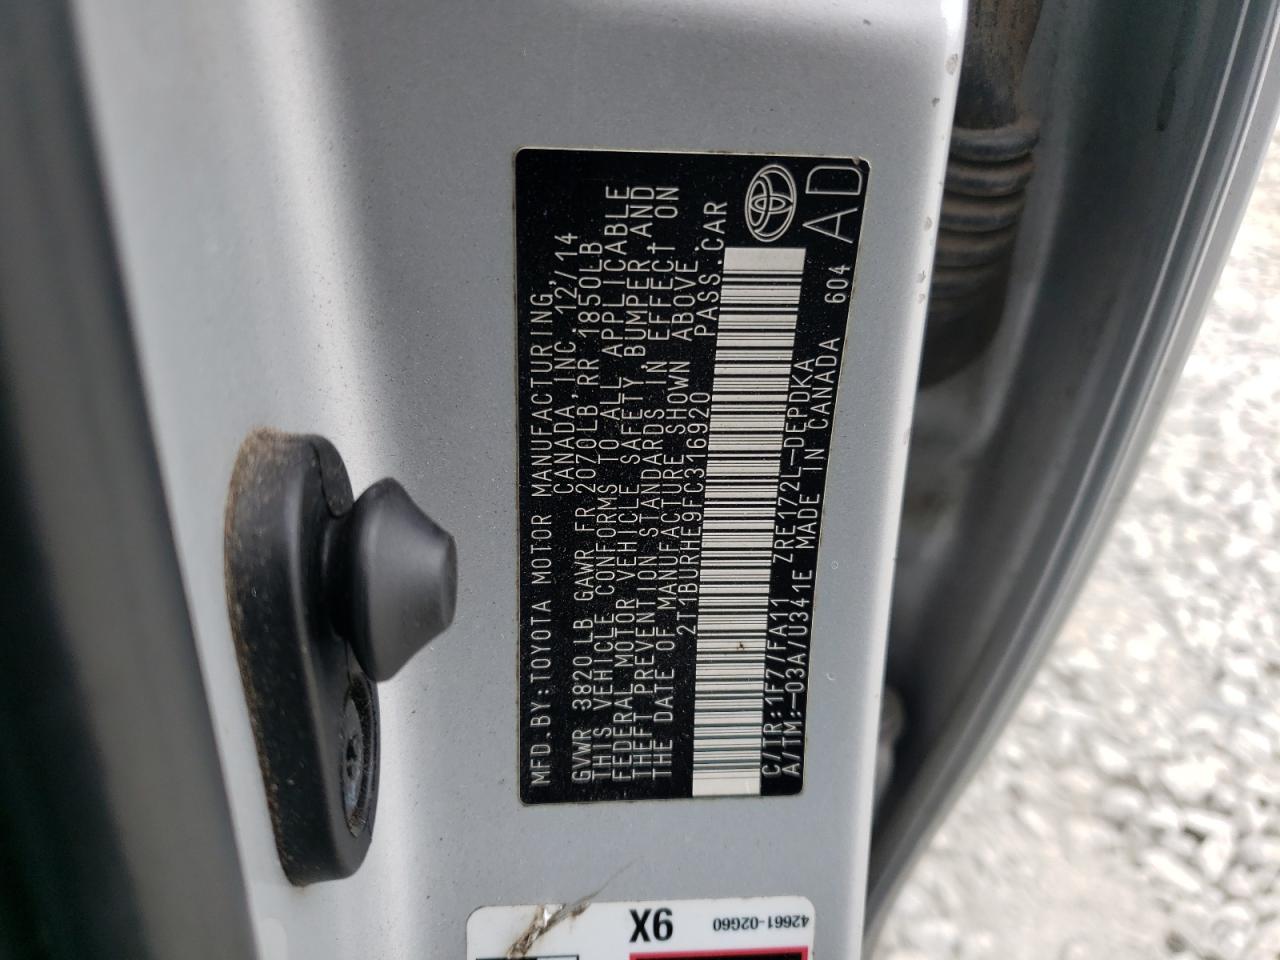 MFD.BY:TOYOTA MOTOR MANUFACTURING,
CANADA,INC.12/14
GVWR 3820LB GAWR FR 2070LB RR 1850LB
THIS VEHICLE CONFORMS TO ALL APPLICABLE
FEDERAL MOTOR VEHICLE SAFETY,BUMPER,AND
THEFT PREVENTION STANDARDS IN EFFECT ON
THE DATE OF MANUFACTURE SHOWN ABOVE.
2T1BURHE9FC316920 PASS.CAR
C/TR:1F7/FA11 ZRE172L-DEPDKA
A/TM:-03A/0341E MADE IN CANADA 604
AD
9X 42661-02G60